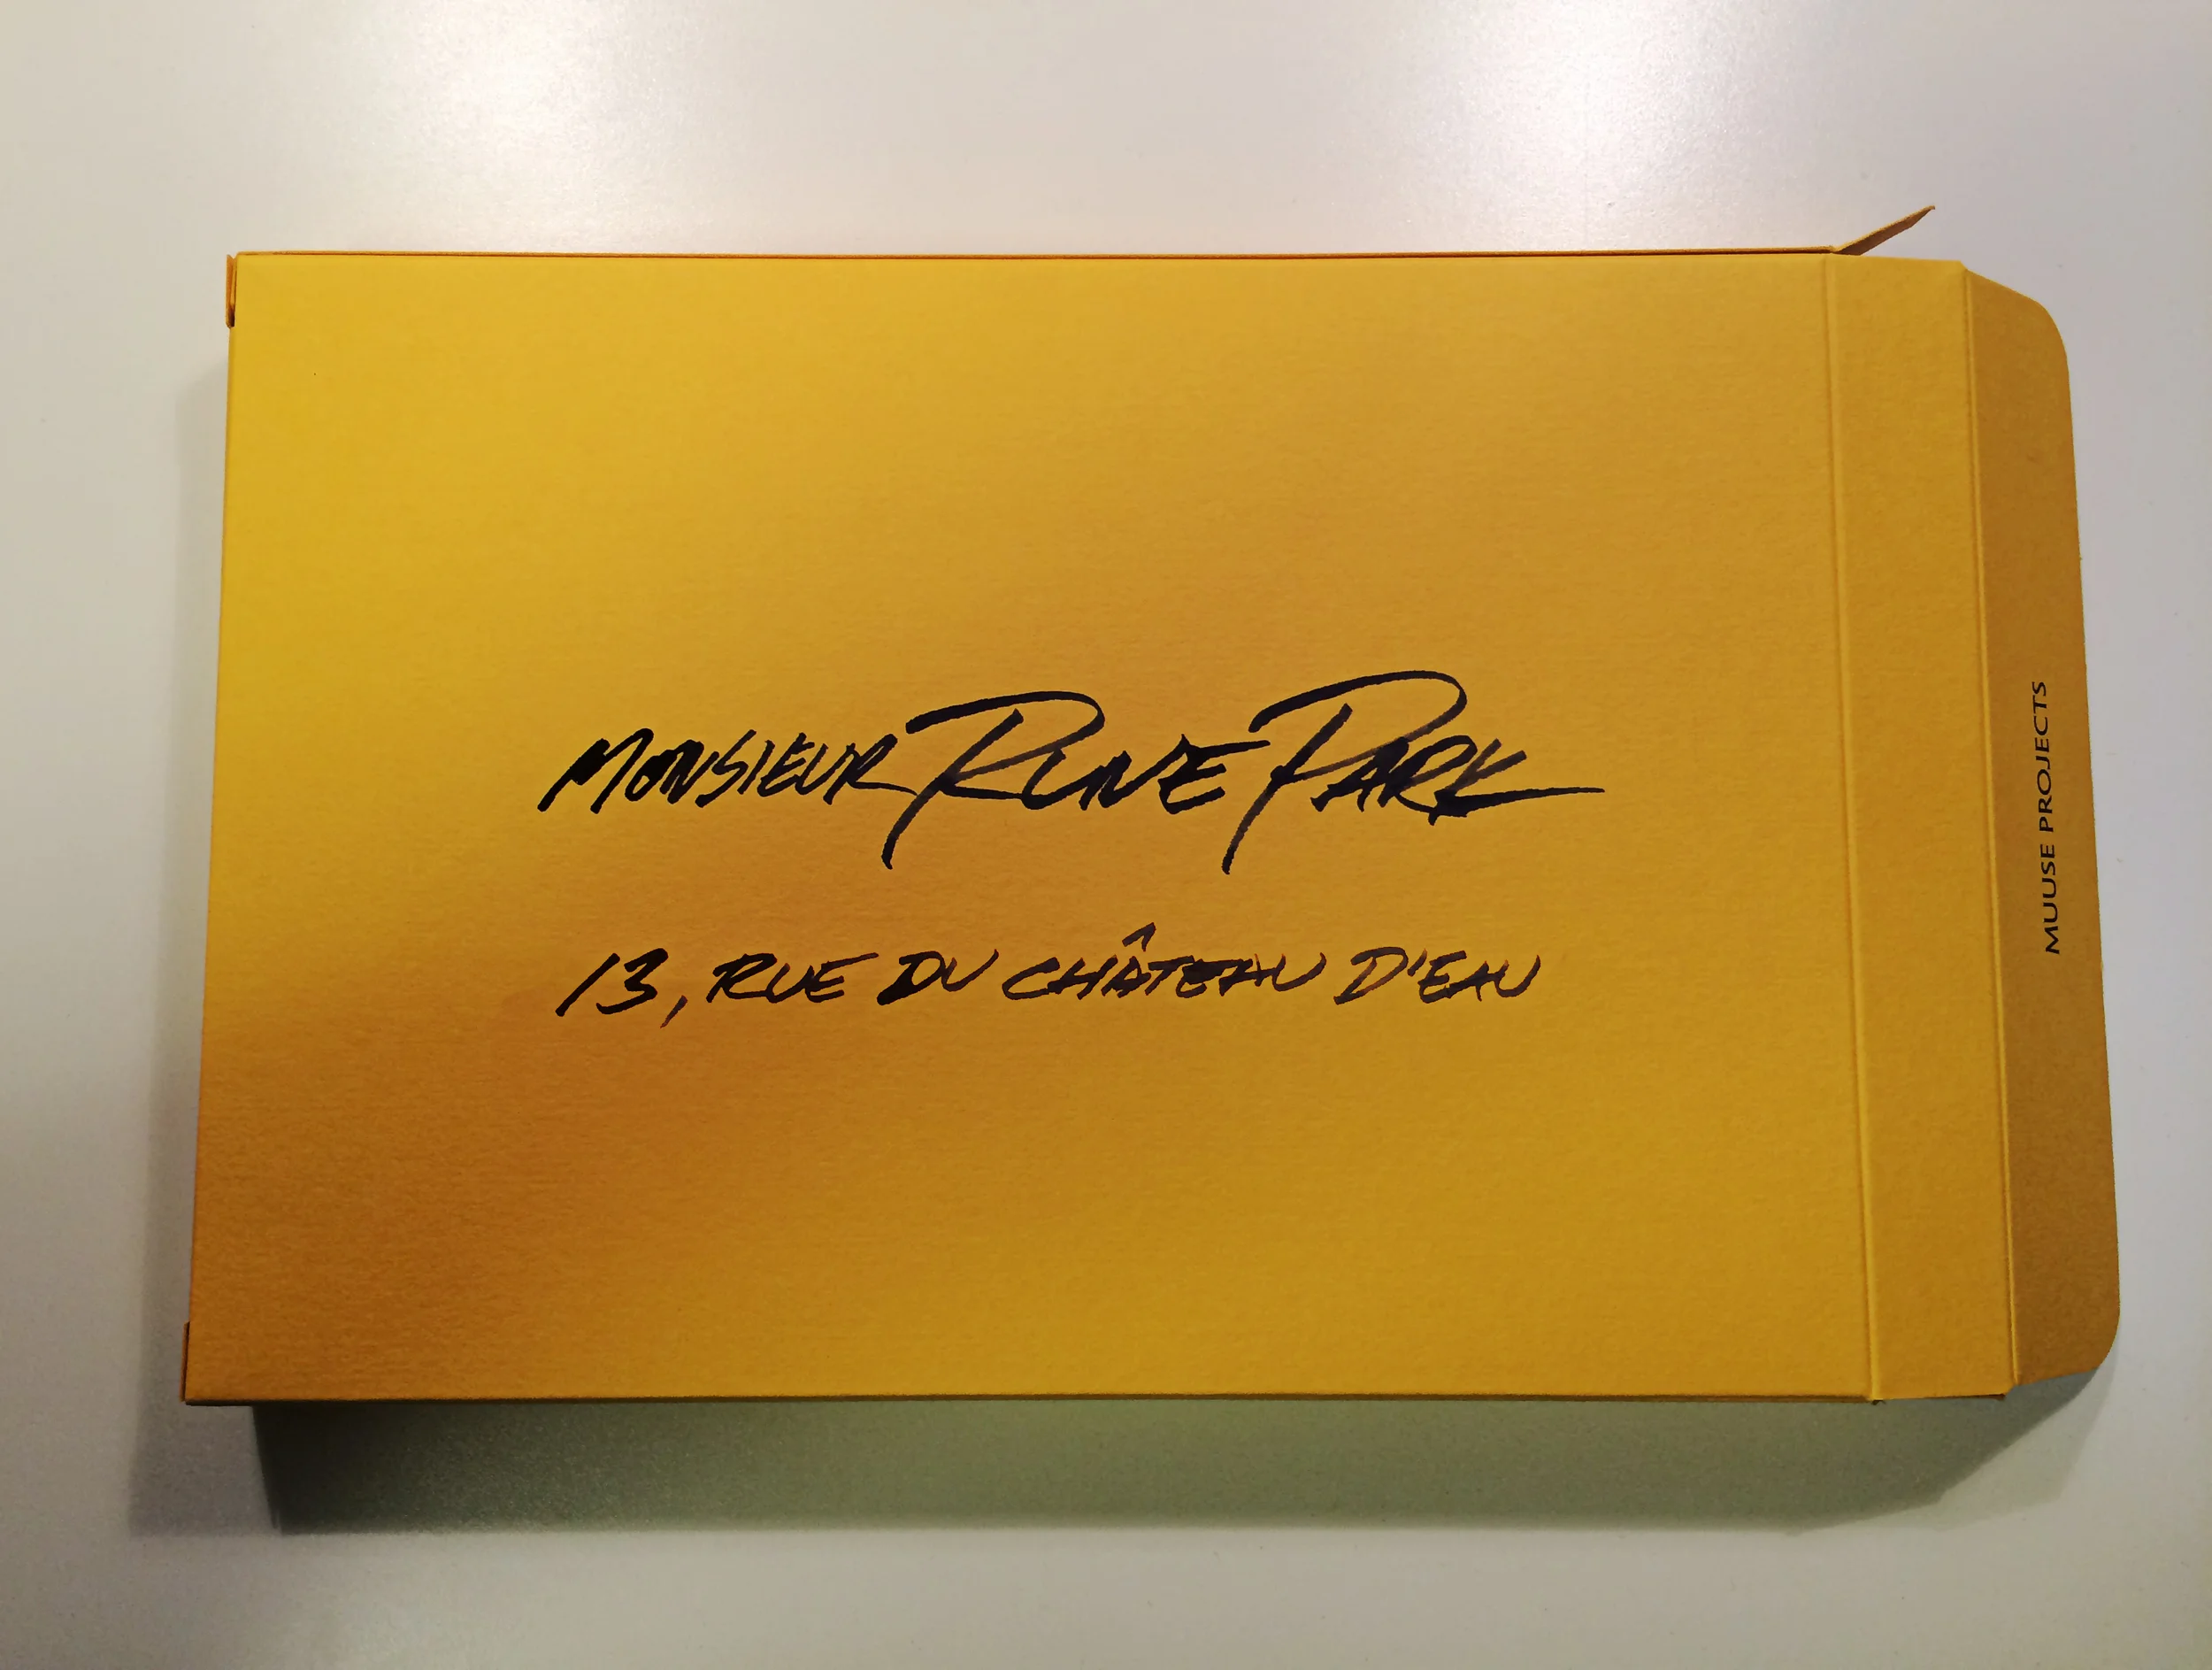 MONSIEUR RUNE PARK
13, RUE DU CHÂTEAU D'EAU
MUUSE PROJECTS